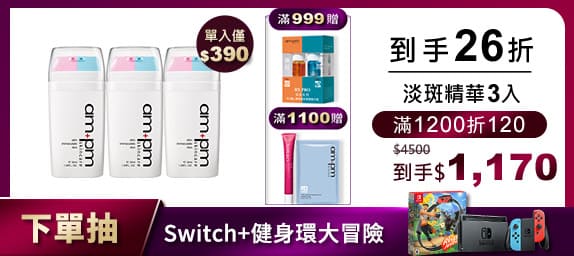 單入僅
$390
滿999贈
滿1100贈
am+pm
am+pm
am+pm
am+pm
到手26折
淡斑精華3入
滿1200折120
$4500
到手$1,170
下單抽
Switch+健身環大冒險